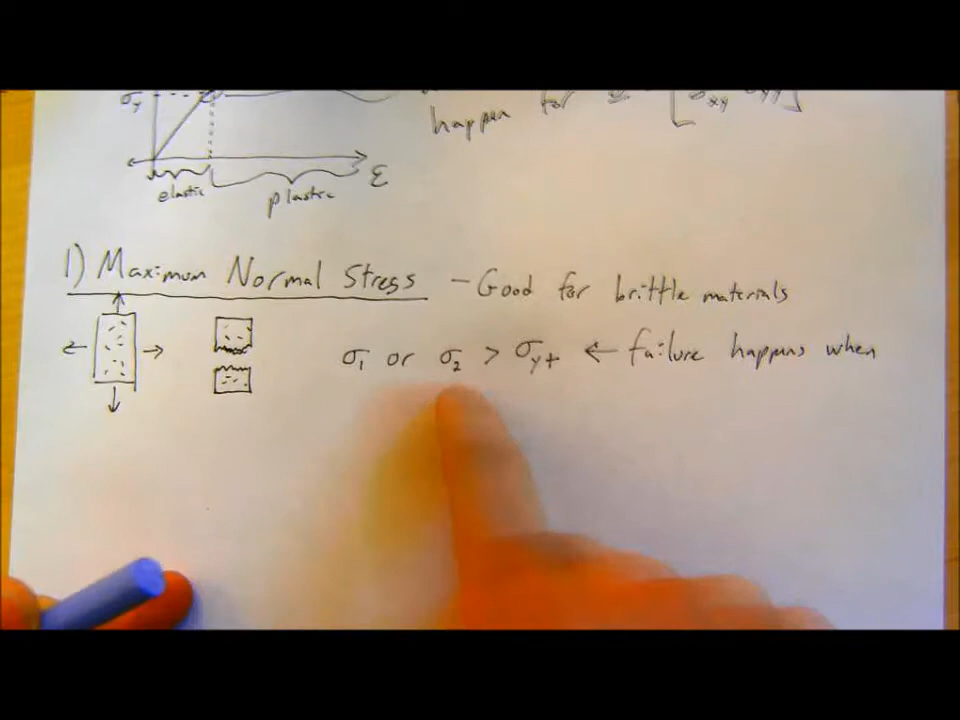 σy
happen for
ε
elastic
plastic
1) Maximum Normal Stress - Good for brittle materials
σ1 or σ2 > σy+ ← failure happens when